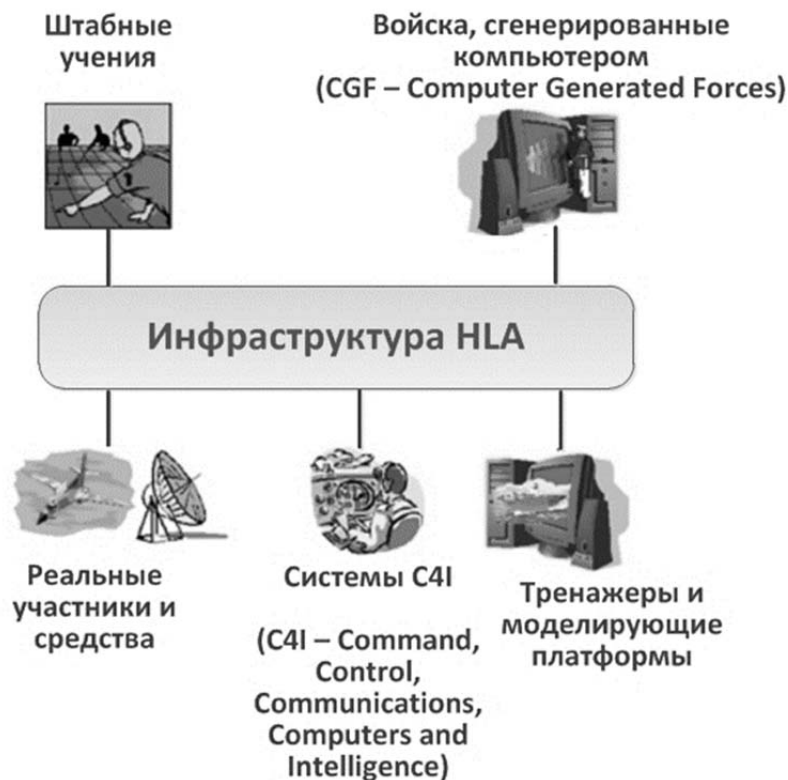 Штабные
учения
Войска, сгенерированные
компьютером
(CGF – Computer Generated Forces)
Инфраструктура HLA
Реальные
участники и
средства
Системы C4I
(C4I – Command,
Control,
Communications,
Computers and
Intelligence)
Тренажеры и
моделирующие
платформы